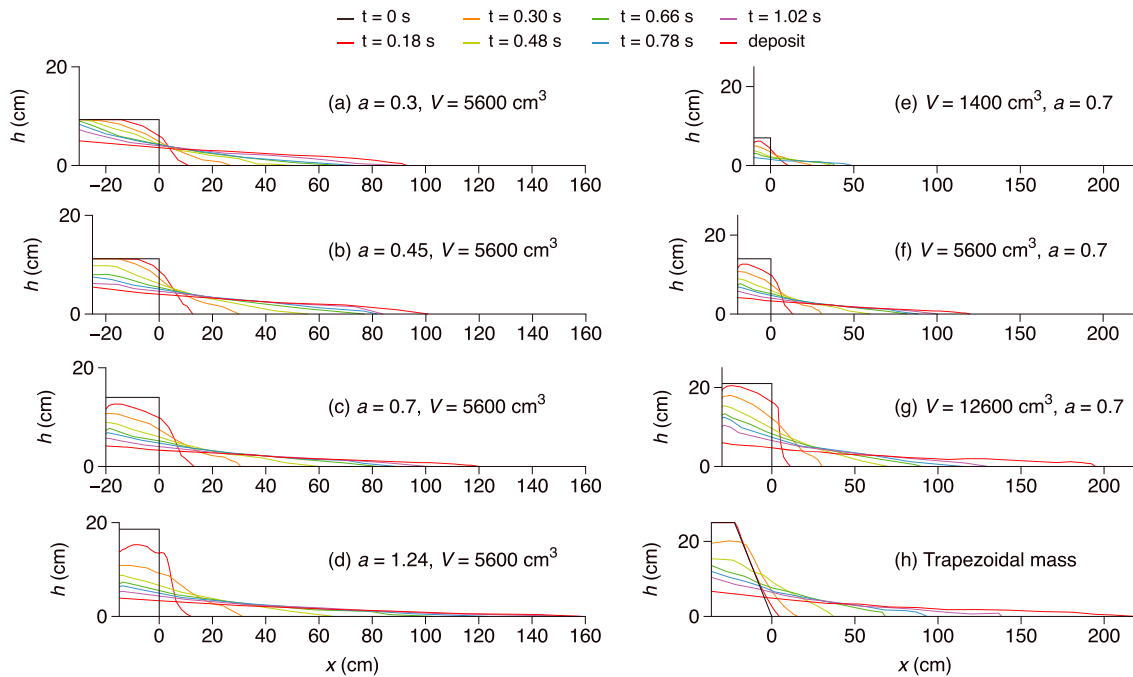 t = 0 s t = 0.30 s t = 0.66 s t = 1.02 s
t = 0.18 s t = 0.48 s t = 0.78 s deposit
h (cm)
20
0
(a) a = 0.3, V = 5600 cm³
−20 0 20 40 60 80 100 120 140 160
h (cm)
20
0
(b) a = 0.45, V = 5600 cm³
−20 0 20 40 60 80 100 120 140 160
h (cm)
20
0
(c) a = 0.7, V = 5600 cm³
−20 0 20 40 60 80 100 120 140 160
h (cm)
20
0
(d) a = 1.24, V = 5600 cm³
0 20 40 60 80 100 120 140 160
x (cm)
h (cm)
20
0
(e) V = 1400 cm³, a = 0.7
0 50 100 150 200
h (cm)
20
0
(f) V = 5600 cm³, a = 0.7
0 50 100 150 200
h (cm)
20
0
(g) V = 12600 cm³, a = 0.7
0 50 100 150 200
h (cm)
20
0
(h) Trapezoidal mass
0 50 100 150 200
x (cm)